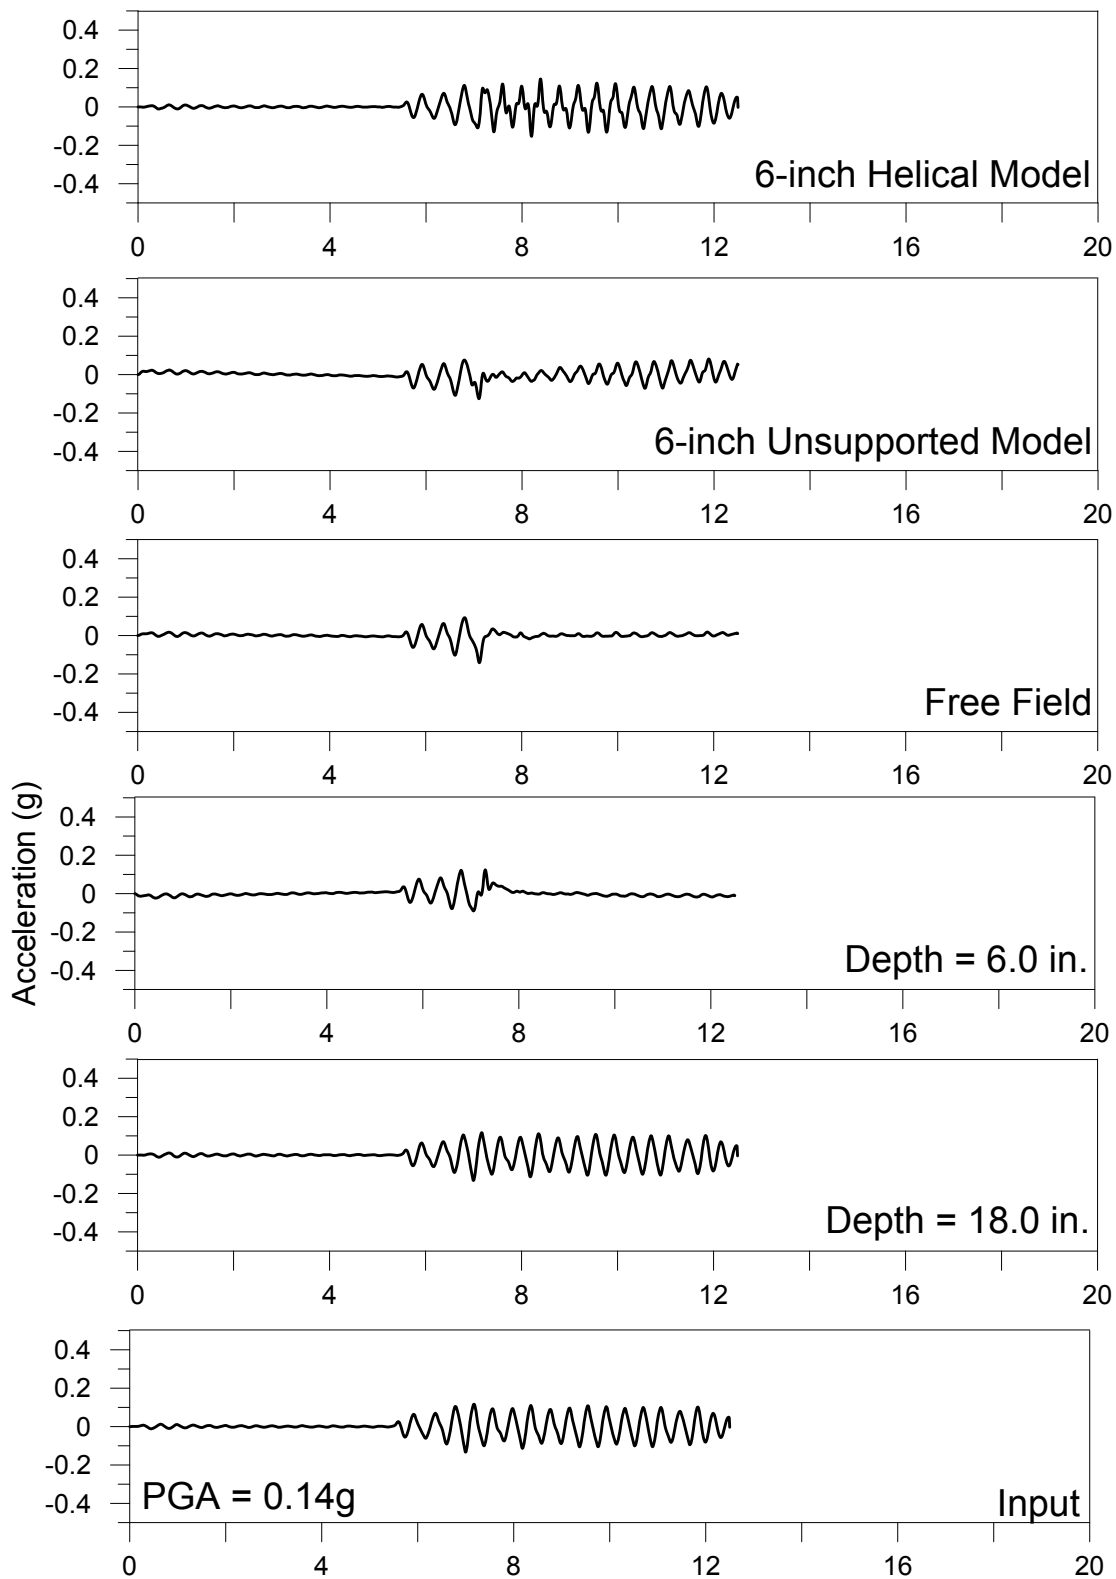 0.4
0.2
0
-0.2
-0.4
6-inch Helical Model
0 4 8 12 16 20
0.4
0.2
0
-0.2
-0.4
6-inch Unsupported Model
0 4 8 12 16 20
0.4
0.2
0
-0.2
-0.4
Free Field
0 4 8 12 16 20
Acceleration (g)
0.4
0.2
0
-0.2
-0.4
Depth = 6.0 in.
0 4 8 12 16 20
0.4
0.2
0
-0.2
-0.4
Depth = 18.0 in.
0 4 8 12 16 20
0.4
0.2
0
-0.2
-0.4
PGA = 0.14g
Input
0 4 8 12 16 20